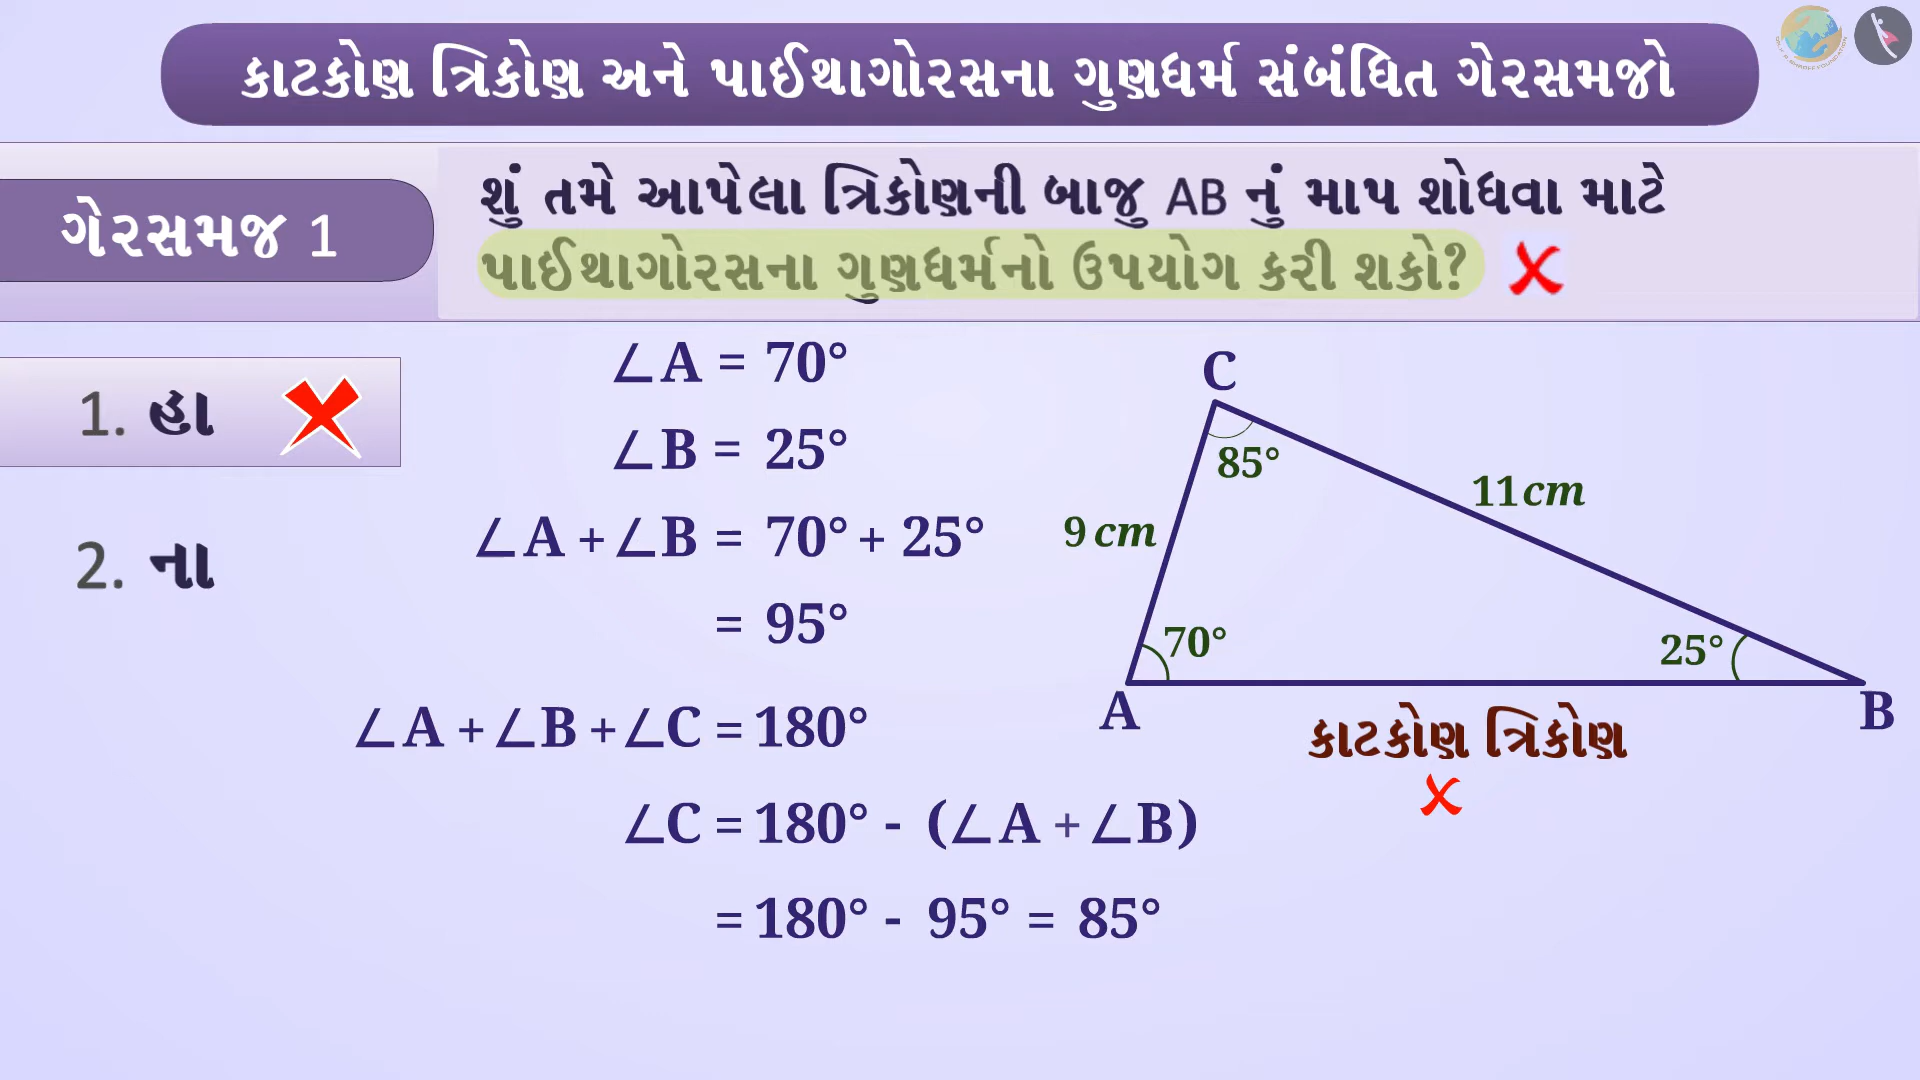 કાટકોણ ત્રિકોણ અને પાઈથાગોરસના ગુણધર્મ સંબંધિત ગેરસમજો
ગેરસમજ 1
શું તમે આપેલા ત્રિકોણની બાજુ AB નું માપ શોધવા માટે
પાઈથાગોરસના ગુણધર્મનો ઉપયોગ કરી શકો?
1. હા
2. ના
∠A = 70°
∠B = 25°
∠A + ∠B = 70° + 25°
= 95°
∠A + ∠B + ∠C = 180°
∠C = 180° - (∠A + ∠B)
= 180° - 95° = 85°
C
85°
11 cm
9 cm
70°
25°
A
B
કાટકોણ ત્રિકોણ